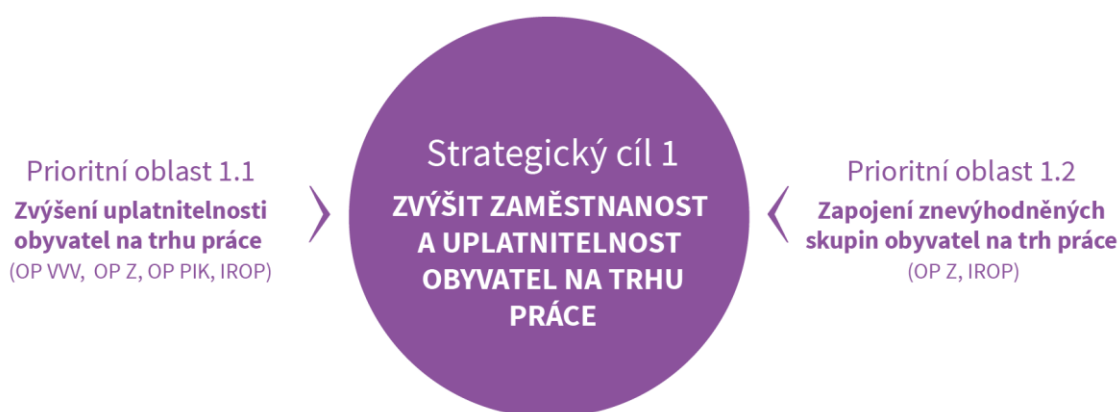 Prioritní oblast 1.1
Zvýšení uplatnitelnosti
obyvatel na trhu práce
(OP VVV, OP Z, OP PIK, IROP)
Strategický cíl 1
ZVÝŠIT ZAMĚSTNANOST
A UPLATNITELNOST
OBYVATEL NA TRHU
PRÁCE
Prioritní oblast 1.2
Zapojení znevýhodněných
skupin obyvatel na trh práce
(OP Z, IROP)